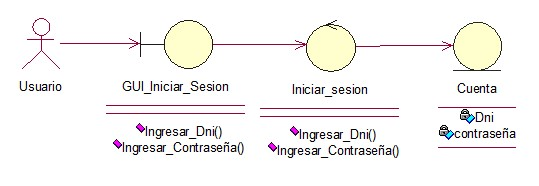 Usuario
GUI_Iniciar_Sesion
Ingresar_Dni()
Ingresar_Contraseña()
Iniciar_sesion
Ingresar_Dni()
Ingresar_Contraseña()
Cuenta
Dni
contraseña